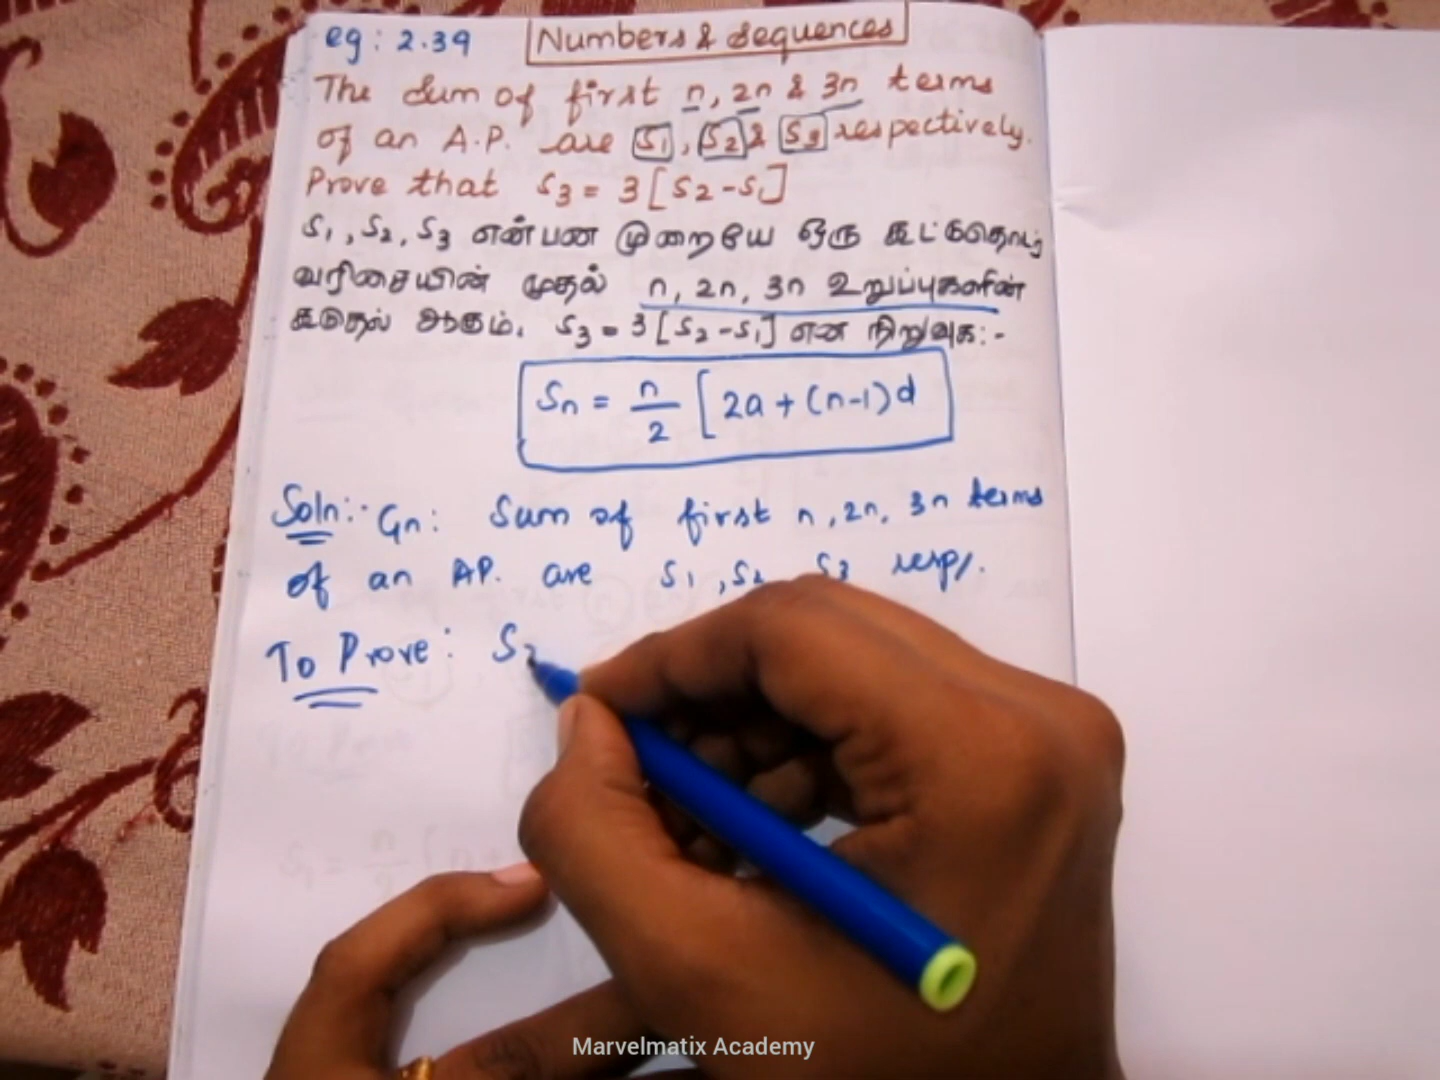 eg: 2.39 Numbers & Sequences
The Sum of first n, 2n & 3n terms
of an A.P. are S1, S2 & S3 respectively.
Prove that S3 = 3[S2-S1]
S1, S2, S3 என்பன முறையே ஒரு கூட்டுத்தொடர்
வரிசையின் முதல் n, 2n, 3n உறுப்புகளின்
கூடுதல் ஆகும். S3 = 3[S2-S1] என நிறுவுக:-
Sn = n/2 [2a+(n-1)d
Soln:- Gn: Sum of first n, 2n, 3n terms
of an AP. are S1, S2, S3 resp/.
To Prove: S3
Marvelmatix Academy